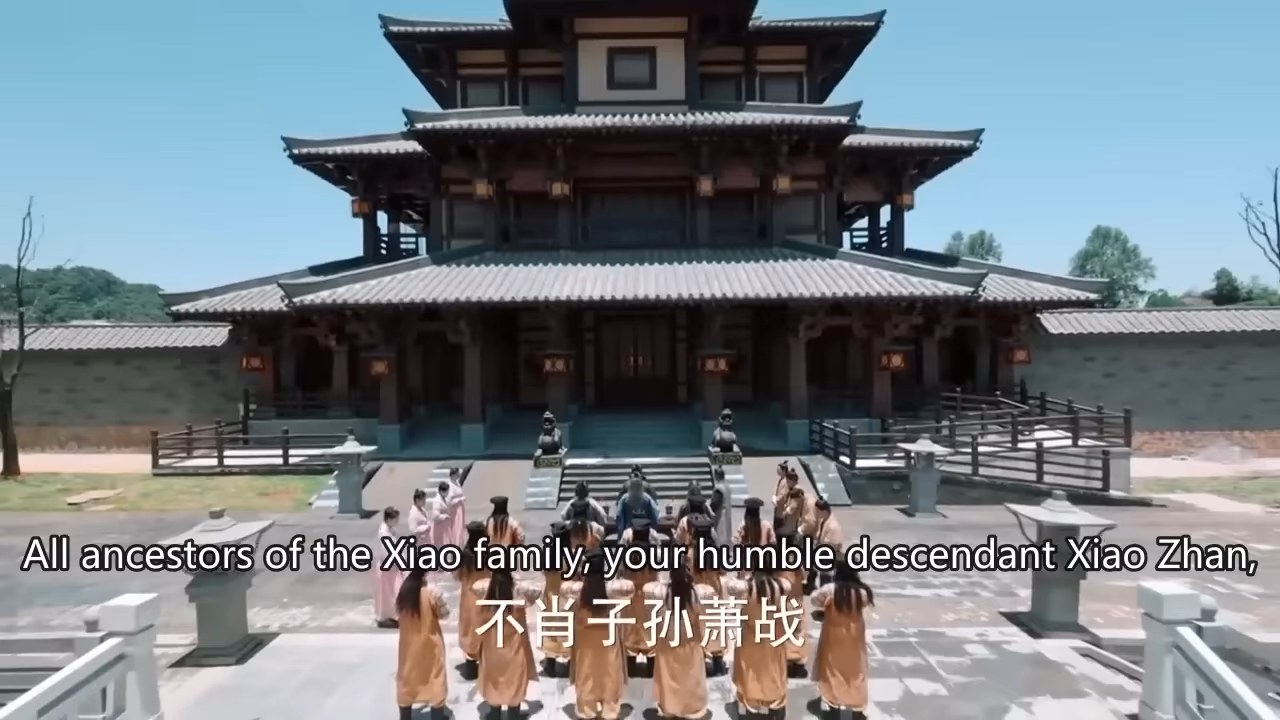 All ancestors of the Xiao family, your humble descendant Xiao Zhan,
不肖子孙萧战